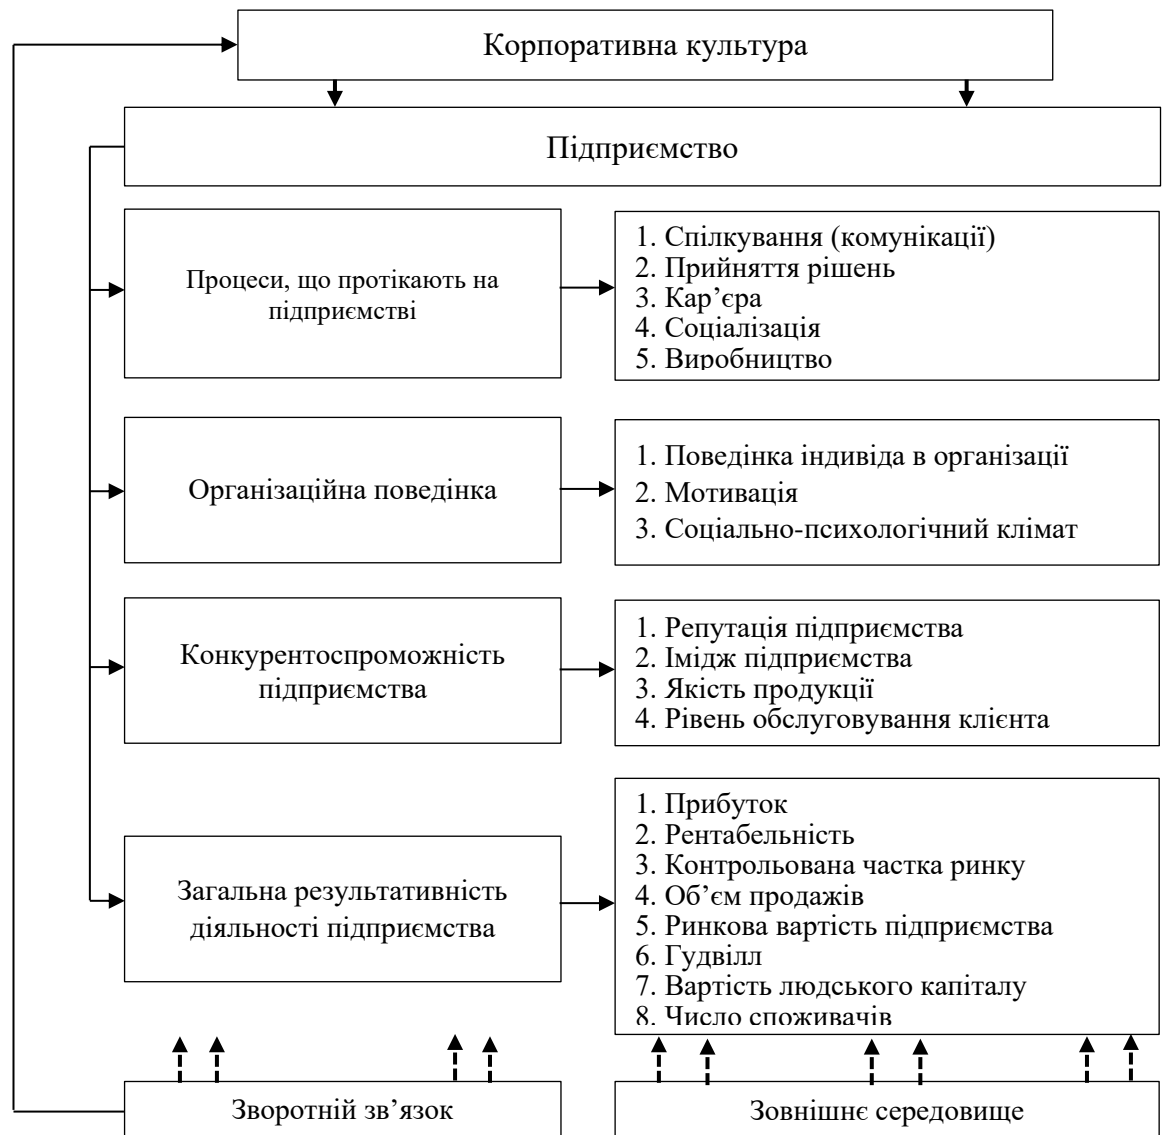 Корпоративна культура
Підприємство
Процеси, що протікають на
підприємстві
1. Спілкування (комунікації)
2. Прийняття рішень
3. Кар’єра
4. Соціалізація
5. Виробництво
Організаційна поведінка
1. Поведінка індивіда в організації
2. Мотивація
3. Соціально-психологічний клімат
Конкурентоспроможність
підприємства
1. Репутація підприємства
2. Імідж підприємства
3. Якість продукції
4. Рівень обслуговування клієнта
Загальна результативність
діяльності підприємства
1. Прибуток
2. Рентабельність
3. Контрольована частка ринку
4. Об’єм продажів
5. Ринкова вартість підприємства
6. Гудвілл
7. Вартість людського капіталу
8. Число споживачів
Зворотній зв’язок
Зовнішнє середовище